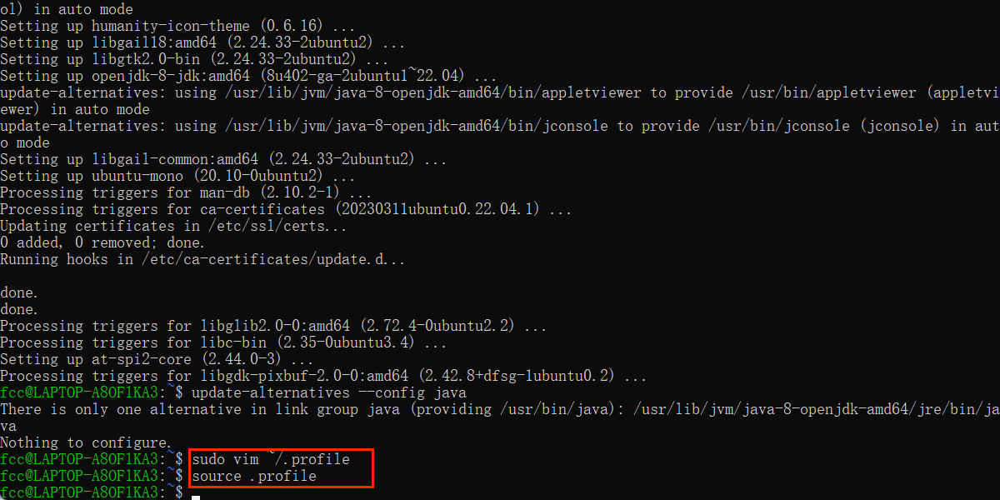 ol) in auto mode
Setting up humanity-icon-theme (0.6.16) ...
Setting up libgail18:amd64 (2.24.33-2ubuntu2) ...
Setting up libgtk2.0-bin (2.24.33-2ubuntu2) ...
Setting up openjdk-8-jdk:amd64 (8u402-ga-2ubuntu1~22.04) ...
update-alternatives: using /usr/lib/jvm/java-8-openjdk-amd64/bin/appletviewer to provide /usr/bin/appletviewer (appletvi
ewer) in auto mode
update-alternatives: using /usr/lib/jvm/java-8-openjdk-amd64/bin/jconsole to provide /usr/bin/jconsole (jconsole) in aut
o mode
Setting up libgail-common:amd64 (2.24.33-2ubuntu2) ...
Setting up ubuntu-mono (20.10-0ubuntu2) ...
Processing triggers for man-db (2.10.2-1) ...
Processing triggers for ca-certificates (20230311ubuntu0.22.04.1) ...
Updating certificates in /etc/ssl/certs...
0 added, 0 removed; done.
Running hooks in /etc/ca-certificates/update.d...
done.
done.
Processing triggers for libglib2.0-0:amd64 (2.72.4-0ubuntu2.2) ...
Processing triggers for libc-bin (2.35-0ubuntu3.4) ...
Setting up at-spi2-core (2.44.0-3) ...
Processing triggers for libgdk-pixbuf-2.0-0:amd64 (2.42.8+dfsg-1ubuntu0.2) ...
fcc@LAPTOP-A8OF1KA3:~$ update-alternatives --config java
There is only one alternative in link group java (providing /usr/bin/java): /usr/lib/jvm/java-8-openjdk-amd64/jre/bin/ja
va
Nothing to configure.
fcc@LAPTOP-A8OF1KA3:~$ sudo vim ~/.profile
fcc@LAPTOP-A8OF1KA3:~$ source .profile
fcc@LAPTOP-A8OF1KA3:~$